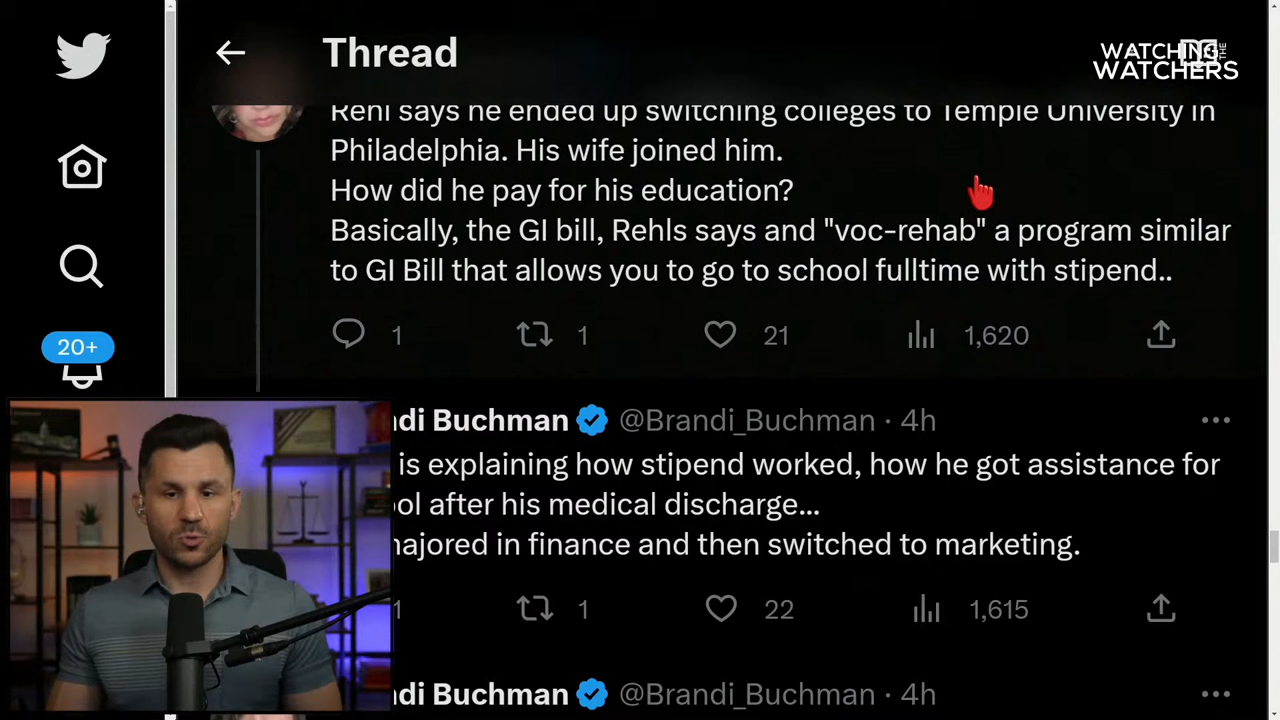 Thread
WATCHING THE
WATCHERS
Rehl says he ended up switching colleges to Temple University in
Philadelphia. His wife joined him.
How did he pay for his education?
Basically, the GI bill, Rehls says and "voc-rehab" a program similar
to GI Bill that allows you to go to school fulltime with stipend..
1 1 21 1,620
20+
ndi Buchman @Brandi_Buchman · 4h
is explaining how stipend worked, how he got assistance for
ool after his medical discharge...
majored in finance and then switched to marketing.
1 1 22 1,615
ndi Buchman @Brandi_Buchman · 4h